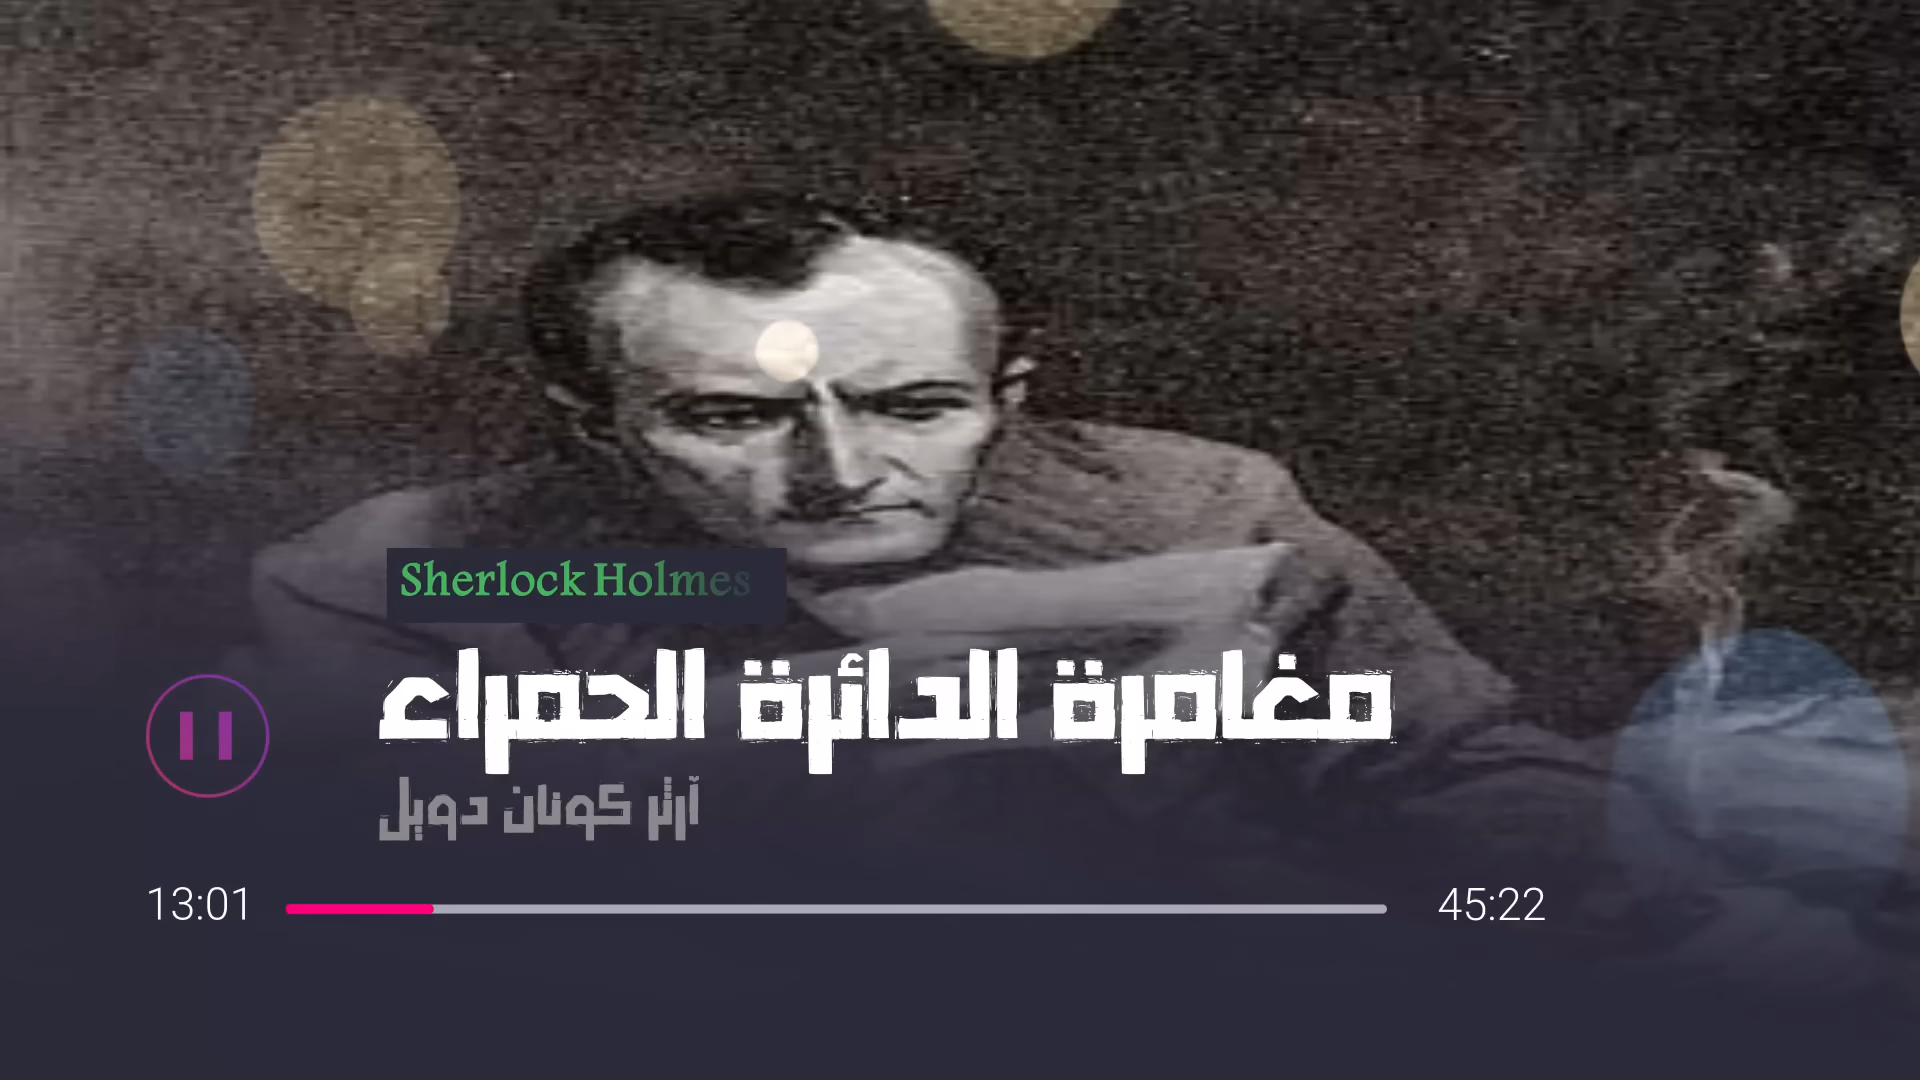 Sherlock Holmes
مغامرة الدائرة الحمراء
آرثر كونان دويل
13:01
45:22